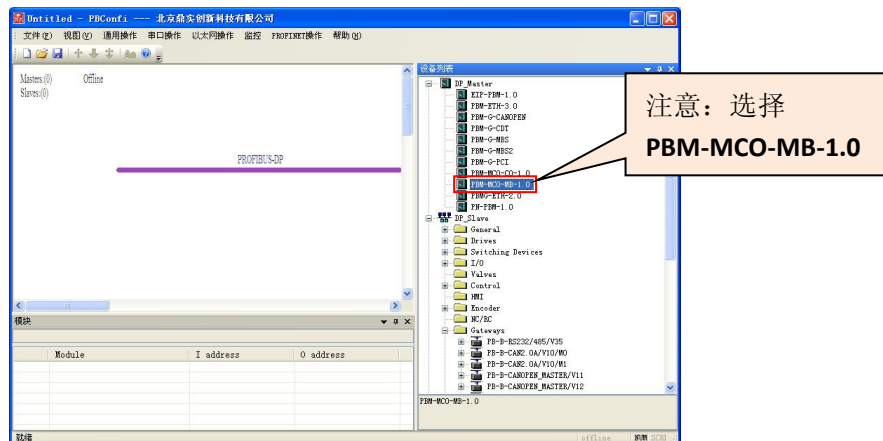 Untitled - PBConfi --- 北京鼎实创新科技有限公司
文件(F) 视图(V) 通用操作 串口操作 以太网操作 监控 PROFINET操作 帮助(H)
Masters:(0) Offline
Slaves:(0)
PROFIBUS-DP
模块
Module I address O address
设备列表
DP_Master
EIP-PBM-1.0
PBM-ETH-3.0
PBM-G-CANOPEN
PBM-G-CDT
PBM-G-MBS
PBM-G-MBS2
PBM-G-PCI
PBM-MCO-CO-1.0
PBM-MCO-MB-1.0
PBMG-ETH-2.0
PN-PBM-1.0
DP_Slave
General
Drives
Switching Devices
I/O
Valves
Control
HMI
Encoder
NC/RC
Gateways
PB-B-RS232/485/V35
PB-B-CAN2.0A/V10/M0
PB-B-CAN2.0A/V10/M1
PB-B-CANOPEN_MASTER/V11
PB-B-CANOPEN_MASTER/V12
PBM-MCO-MB-1.0
注意：选择
PBM-MCO-MB-1.0
就绪 offline NUM SCRL